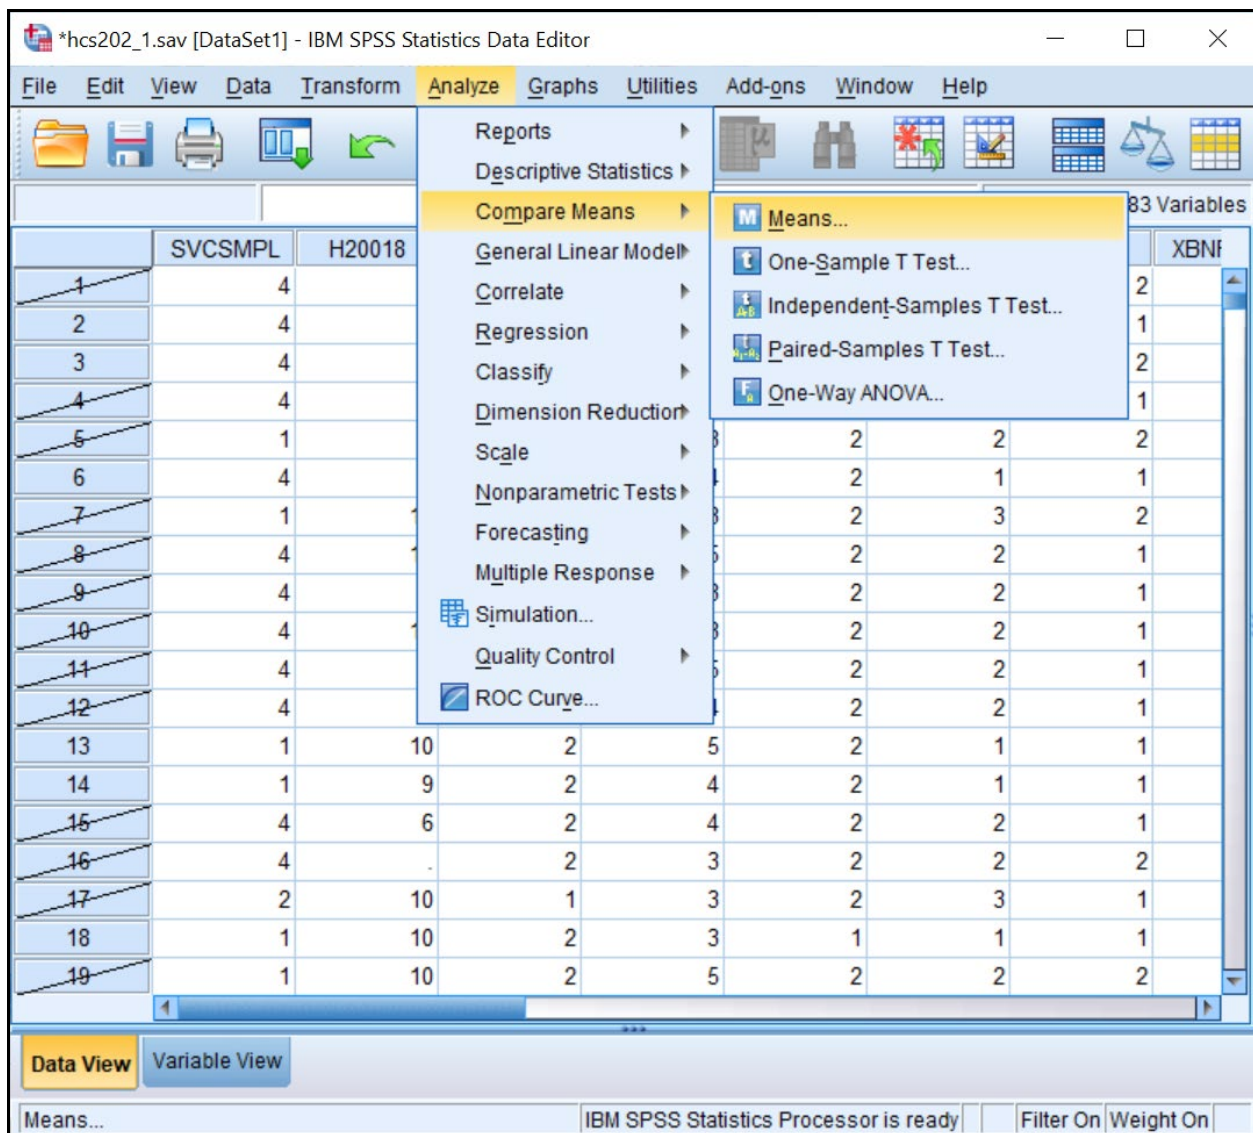 *hcs202_1.sav [DataSet1] - IBM SPSS Statistics Data Editor
File Edit View Data Transform Analyze Graphs Utilities Add-ons Window Help
Reports
Descriptive Statistics
Compare Means
General Linear Model
Correlate
Regression
Classify
Dimension Reduction
Scale
Nonparametric Tests
Forecasting
Multiple Response
Simulation...
Quality Control
ROC Curve...
Means...
One-Sample T Test...
Independent-Samples T Test...
Paired-Samples T Test...
One-Way ANOVA...
83 Variables
SVCSMPL H20018 XBNF
1 4 2
2 4 1
3 4 2
4 4 1
5 1 2 2 2
6 4 2 1 1
7 1 2 3 2
8 4 2 2 1
9 4 2 2 1
10 4 2 2 1
11 4 2 2 1
12 4 2 2 1
13 1 10 2 5 2 1 1
14 1 9 2 4 2 1 1
15 4 6 2 4 2 2 1
16 4 . 2 3 2 2 2
17 2 10 1 3 2 3 1
18 1 10 2 3 1 1 1
19 1 10 2 5 2 2 2
Data View Variable View
Means... IBM SPSS Statistics Processor is ready Filter On Weight On